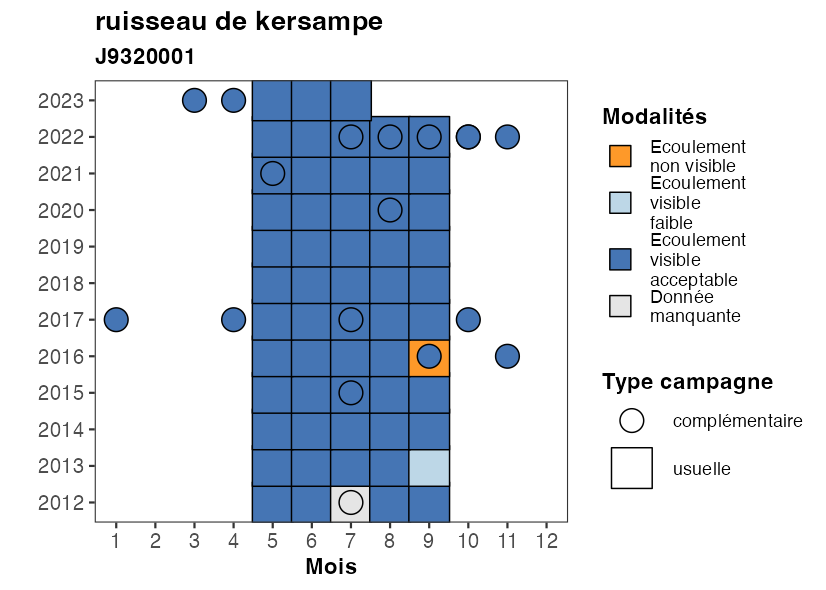 ruisseau de kersampe
J9320001
2023
2022
2021
2020
2019
2018
2017
2016
2015
2014
2013
2012
1 2 3 4 5 6 7 8 9 10 11 12
Mois
Modalités
Ecoulement
non visible
Ecoulement
visible
faible
Ecoulement
visible
acceptable
Donnée
manquante
Type campagne
complémentaire
usuelle